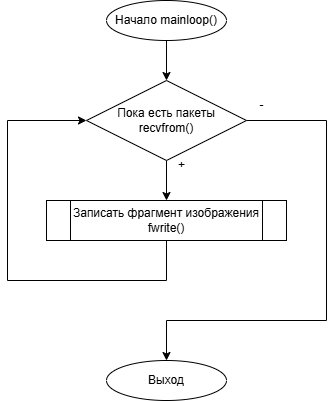 Начало mainloop()
Пока есть пакеты
recvfrom()
-
+
Записать фрагмент изображения
fwrite()
Выход